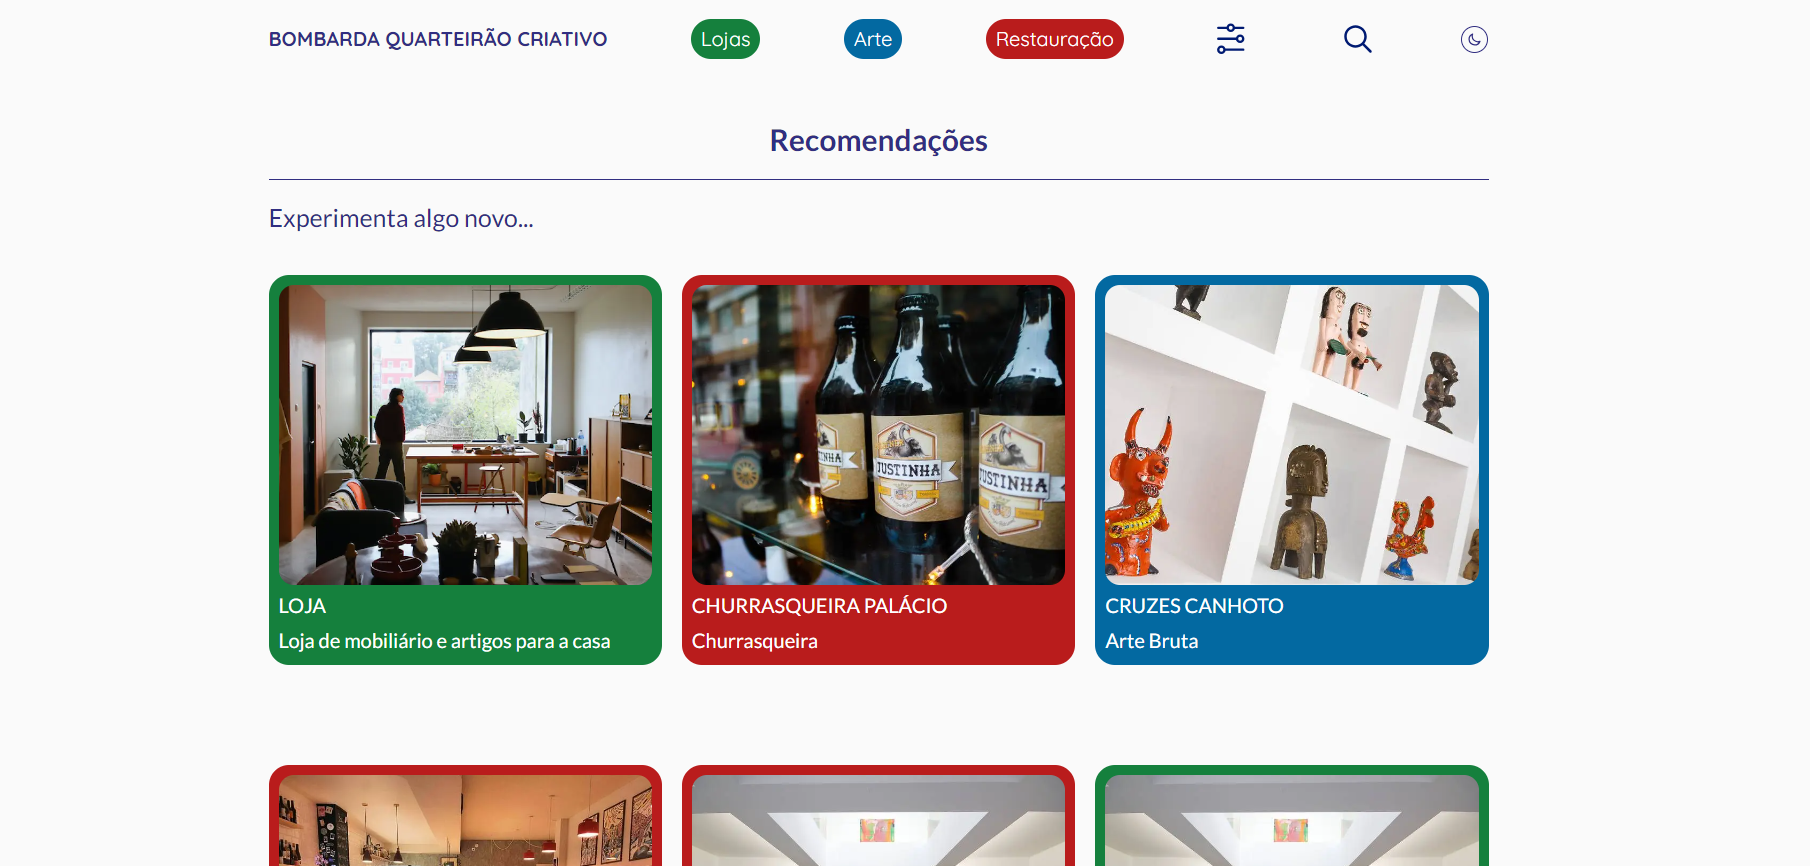 BOMBARDA QUARTEIRÃO CRIATIVO
Lojas
Arte
Restauração
Recomendações
Experimenta algo novo...
JUSTINHA
JUSTINHA
LOJA
Loja de mobiliário e artigos para a casa
CHURRASQUEIRA PALÁCIO
Churrasqueira
CRUZES CANHOTO
Arte Bruta